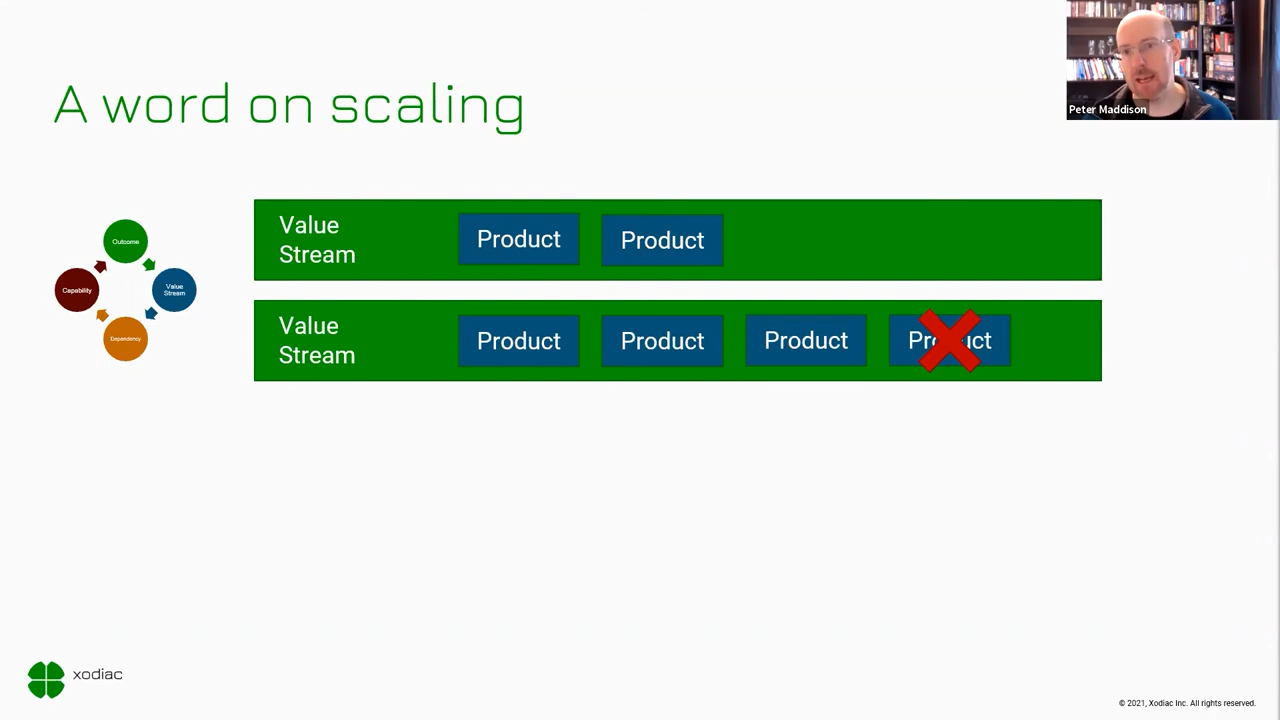 A word on scaling
Peter Maddison
Value
Stream
Product
Product
Outcome
Capability
Value
Stream
Dependency
Value
Stream
Product
Product
Product
Product
xodiac
© 2021, Xodiac Inc. All rights reserved.